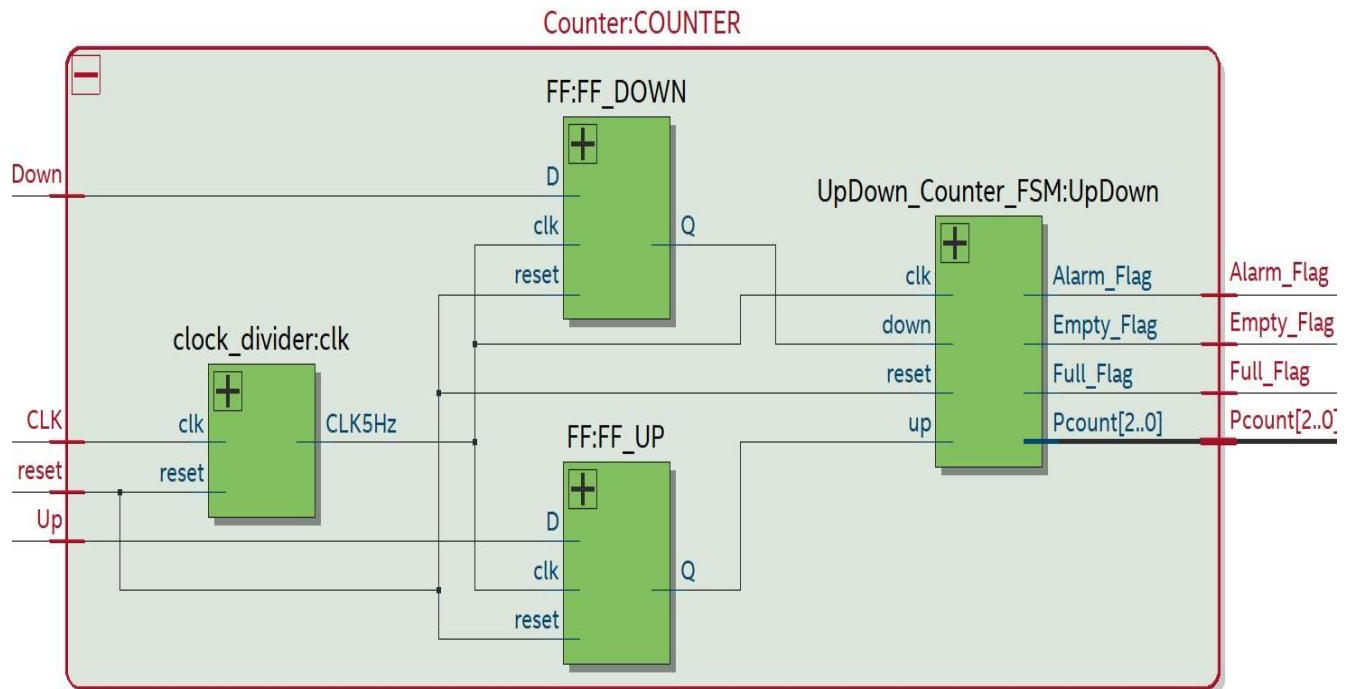 Counter:COUNTER
FF:FF_DOWN
Down
D
clk
Q
reset
UpDown_Counter_FSM:UpDown
clk
Alarm_Flag
Alarm_Flag
down
Empty_Flag
Empty_Flag
reset
Full_Flag
Full_Flag
up
Pcount[2..0]
Pcount[2..0]
clock_divider:clk
CLK
clk
CLK5Hz
reset
reset
Up
FF:FF_UP
D
clk
Q
reset